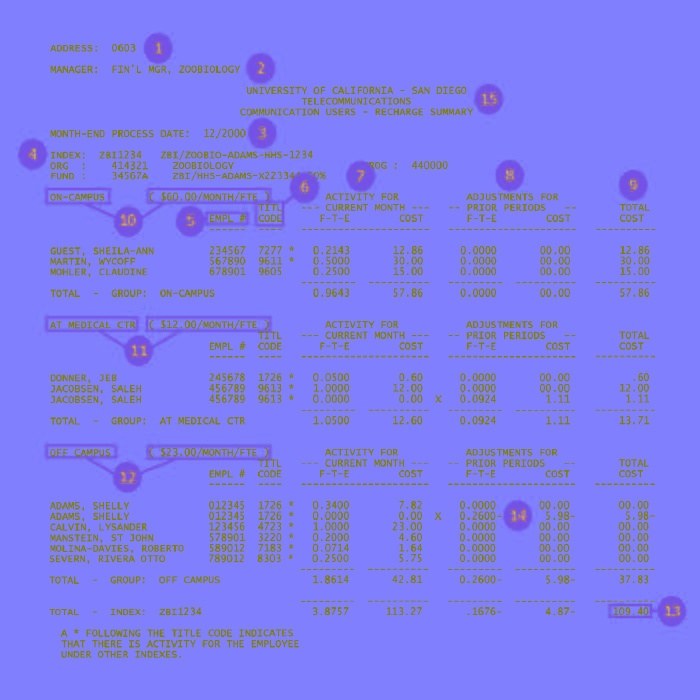 ADDRESS: 0603 1
MANAGER: FIN'L MGR, ZOOBIOLOGY 2
UNIVERSITY OF CALIFORNIA - SAN DIEGO
TELECOMMUNICATIONS 15
COMMUNICATION USERS - RECHARGE SUMMARY
MONTH-END PROCESS DATE: 12/2000 3
4 INDEX: ZBI1234 ZBI/ZOOBIO-ADAMS-HHS-1234
ORG : 414321 ZOOBIOLOGY PROG : 440000
FUND : 34567A ZBI/HHS-ADAMS-X22334 50%
6 7 8 9
ON-CAMPUS ( $60.00/MONTH/FTE ) ACTIVITY FOR ADJUSTMENTS FOR
TITL --- CURRENT MONTH --- -- PRIOR PERIODS -- TOTAL
10 5 EMPL # CODE F-T-E COST F-T-E COST COST
GUEST, SHEILA-ANN 234567 7277 * 0.2143 12.86 0.0000 00.00 12.86
MARTIN, WYCOFF 567890 9611 * 0.5000 30.00 0.0000 00.00 30.00
MOHLER, CLAUDINE 678901 9605 0.2500 15.00 0.0000 00.00 15.00
TOTAL - GROUP: ON-CAMPUS 0.9643 57.86 0.0000 00.00 57.86
AT MEDICAL CTR ( $12.00/MONTH/FTE ) ACTIVITY FOR ADJUSTMENTS FOR
TITL --- CURRENT MONTH --- -- PRIOR PERIODS -- TOTAL
11 EMPL # CODE F-T-E COST F-T-E COST COST
DONNER, JEB 245678 1726 * 0.0500 0.60 0.0000 00.00 .60
JACOBSEN, SALEH 456789 9613 * 1.0000 12.00 0.0000 00.00 12.00
JACOBSEN, SALEH 456789 9613 * 0.0000 0.00 X 0.0924 1.11 1.11
TOTAL - GROUP: AT MEDICAL CTR 1.0500 12.60 0.0924 1.11 13.71
OFF CAMPUS ( $23.00/MONTH/FTE ) ACTIVITY FOR ADJUSTMENTS FOR
TITL --- CURRENT MONTH --- -- PRIOR PERIODS -- TOTAL
12 EMPL # CODE F-T-E COST F-T-E COST COST
ADAMS, SHELLY 012345 1726 * 0.3400 7.82 0.0000 00.00 00.00
ADAMS, SHELLY 012345 1726 * 0.0000 0.00 X 0.2600- 14 5.98- 5.98-
CALVIN, LYSANDER 123456 4723 * 1.0000 23.00 0.0000 00.00 00.00
MANSTEIN, ST JOHN 578901 3220 * 0.2000 4.60 0.0000 00.00 00.00
MOLINA-DAVIES, ROBERTO 589012 7183 * 0.0714 1.64 0.0000 00.00 00.00
SEVERN, RIVERA OTTO 789012 8303 * 0.2500 5.75 0.0000 00.00 00.00
TOTAL - GROUP: OFF CAMPUS 1.8614 42.81 0.2600- 5.98- 37.83
TOTAL - INDEX: ZBI1234 3.8757 113.27 .1676- 4.87- 109.40 13
A * FOLLOWING THE TITLE CODE INDICATES
THAT THERE IS ACTIVITY FOR THE EMPLOYEE
UNDER OTHER INDEXES.